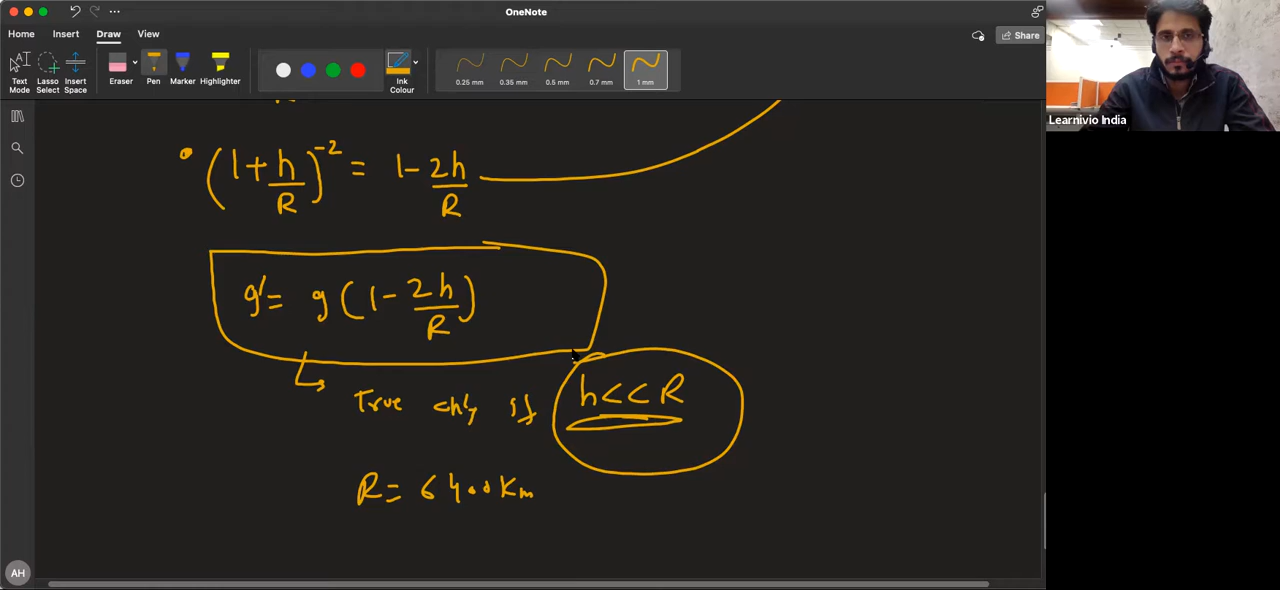 OneNote
Home Insert Draw View
Share
Text Mode
Lasso Select
Insert Space
Eraser
Pen
Marker
Highlighter
Ink Colour
0.25 mm
0.35 mm
0.5 mm
0.7 mm
1 mm
Learnivio India
(1+h/R)^-2 = 1-2h/R
g'= g(1-2h/R)
True only if h<<R
R= 6400Km
AH